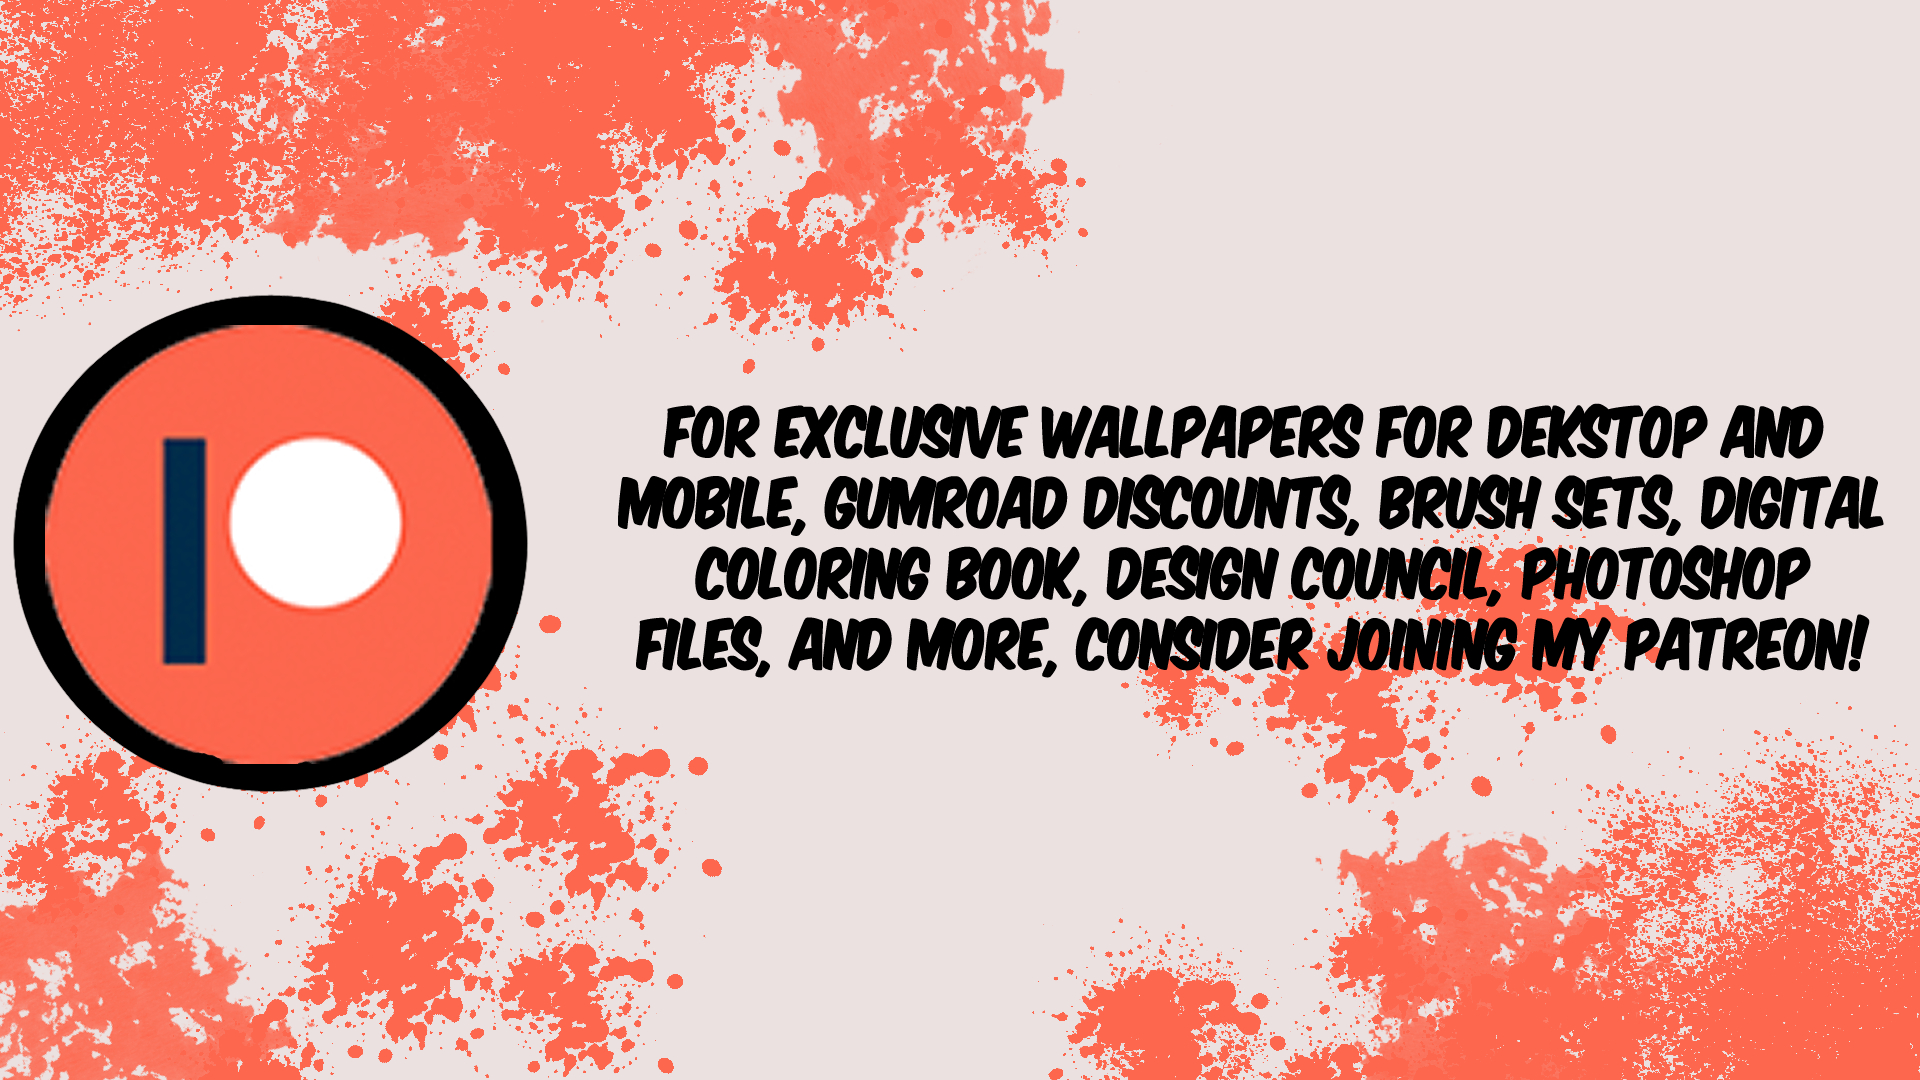 FOR EXCLUSIVE WALLPAPERS FOR DEKSTOP AND
MOBILE, GUMROAD DISCOUNTS, BRUSH SETS, DIGITAL
COLORING BOOK, DESIGN COUNCIL, PHOTOSHOP
FILES, AND MORE, CONSIDER JOINING MY PATREON!